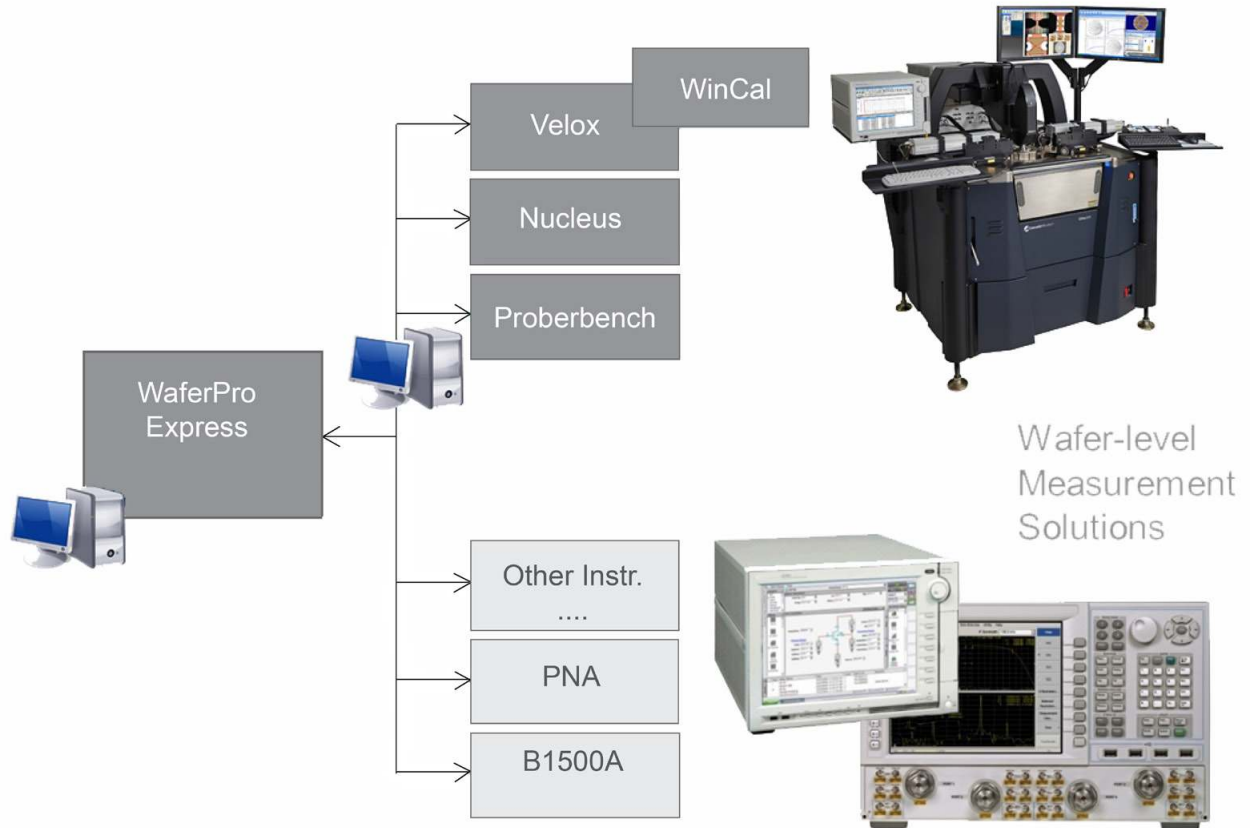 WinCal
Velox
Nucleus
Proberbench
WaferPro
Express
Wafer-level
Measurement
Solutions
Other Instr.
....
PNA
B1500A